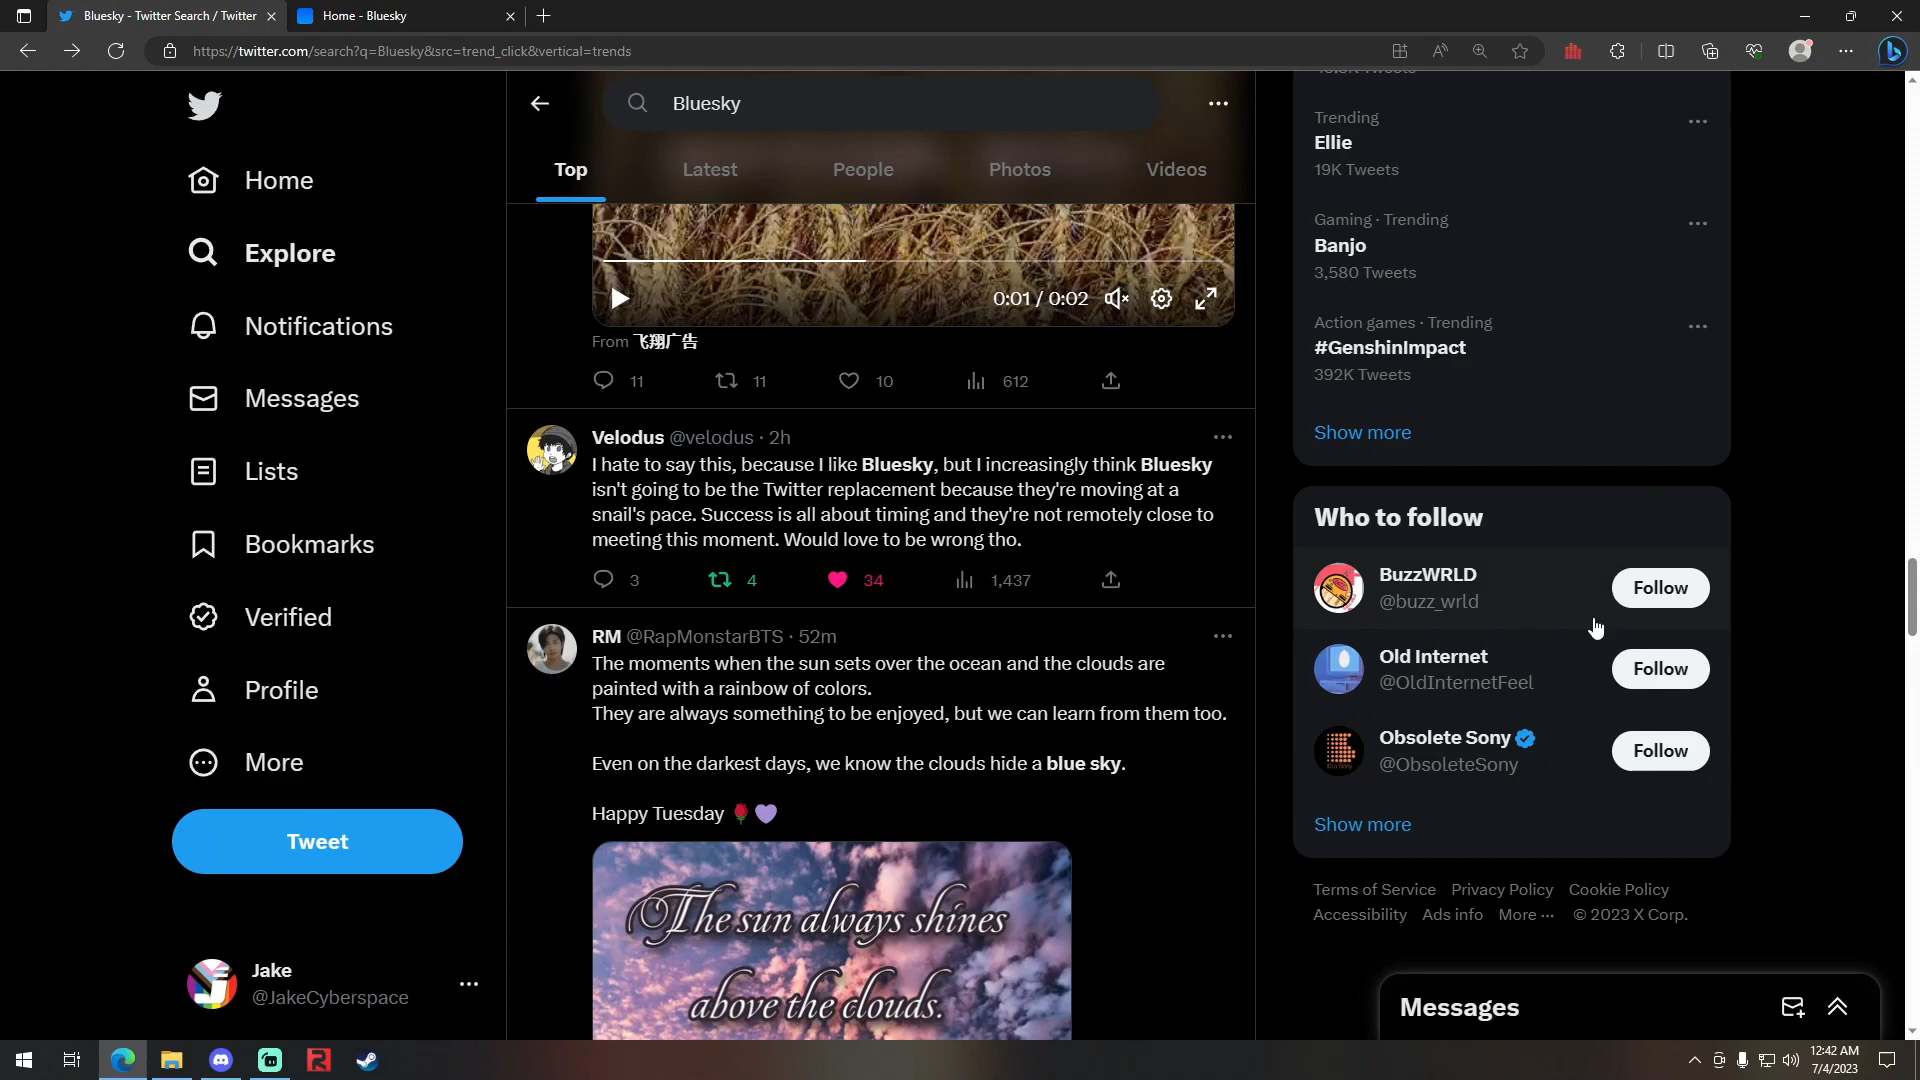 Bluesky - Twitter Search / Twitter
Home - Bluesky
https://twitter.com/search?q=Bluesky&src=trend_click&vertical=trends
Home
Explore
Notifications
Messages
Lists
Bookmarks
Verified
Profile
More
Tweet
Jake
@JakeCyberspace
Bluesky
Top
Latest
People
Photos
Videos
0:01 / 0:02
From 飞翔广告
11
11
10
612
Velodus @velodus · 2h
I hate to say this, because I like Bluesky, but I increasingly think Bluesky
isn't going to be the Twitter replacement because they're moving at a
snail's pace. Success is all about timing and they're not remotely close to
meeting this moment. Would love to be wrong tho.
3
4
34
1,437
RM @RapMonstarBTS · 52m
The moments when the sun sets over the ocean and the clouds are
painted with a rainbow of colors.
They are always something to be enjoyed, but we can learn from them too.
Even on the darkest days, we know the clouds hide a blue sky.
Happy Tuesday 🌹💜
The sun always shines
above the clouds.
Trending
Ellie
19K Tweets
Gaming · Trending
Banjo
3,580 Tweets
Action games · Trending
#GenshinImpact
392K Tweets
Show more
Who to follow
BuzzWRLD
@buzz_wrld
Follow
Old Internet
@OldInternetFeel
Follow
Obsolete Sony
@ObsoleteSony
Follow
Show more
Terms of Service Privacy Policy Cookie Policy
Accessibility Ads info More ··· © 2023 X Corp.
Messages
12:42 AM
7/4/2023